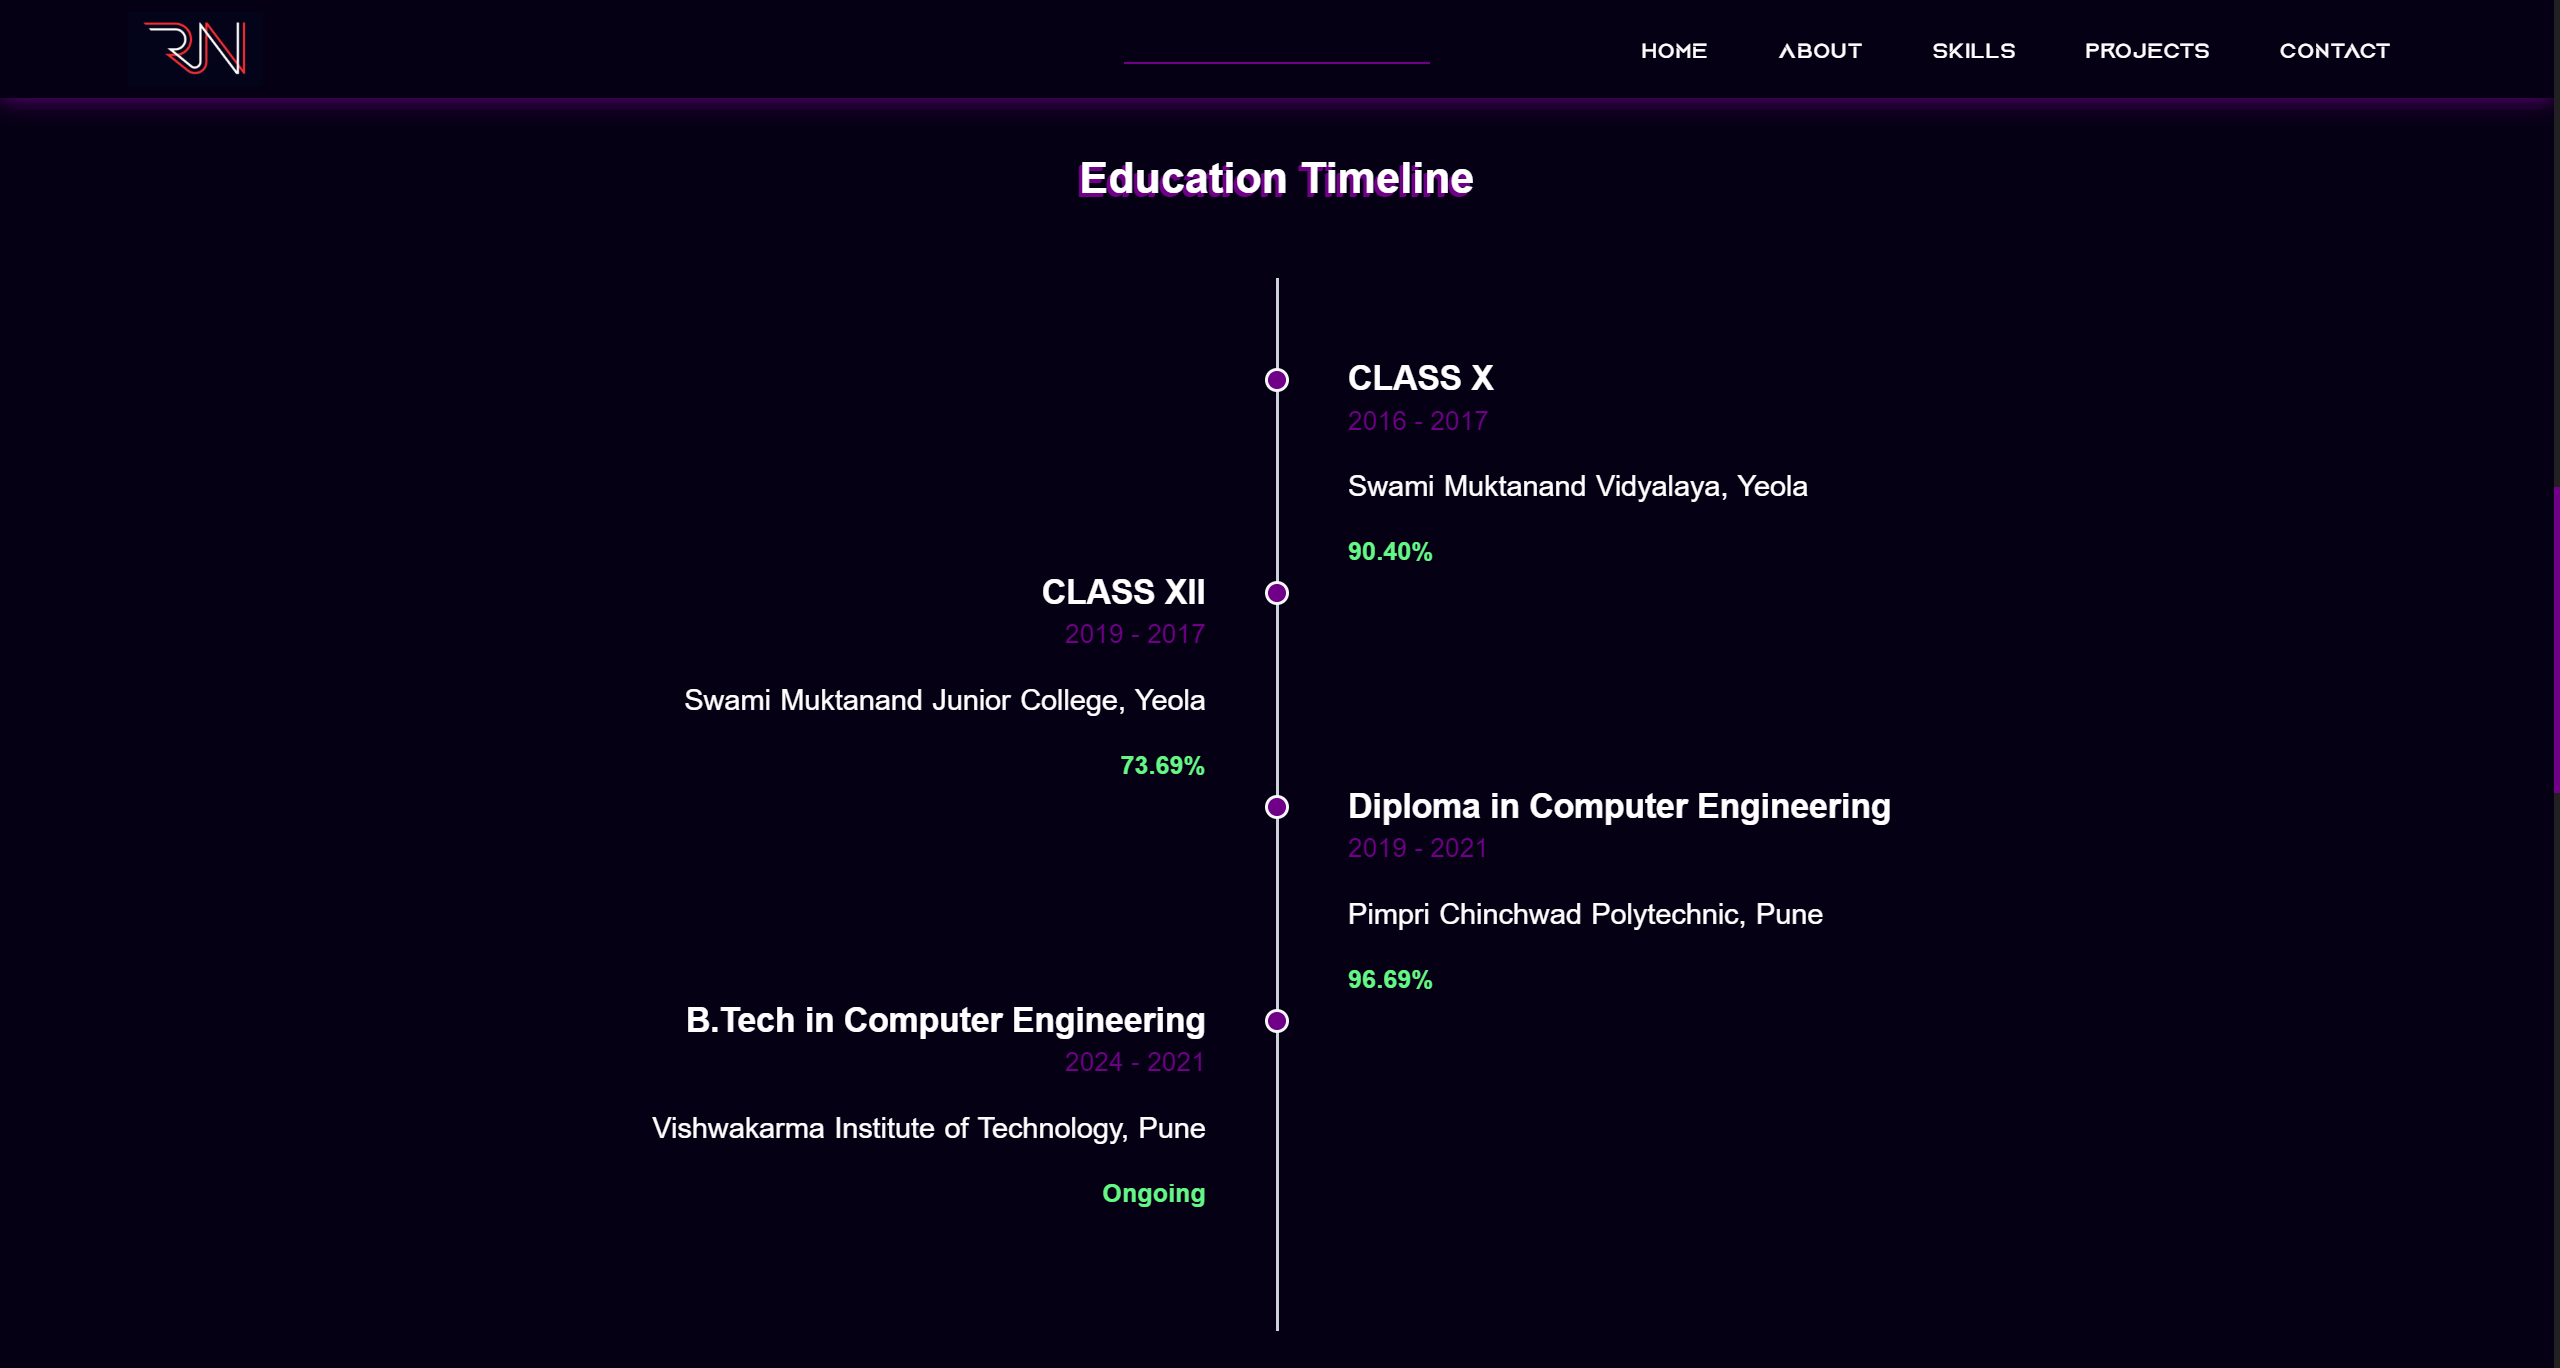 RN
HOME ABOUT SKILLS PROJECTS CONTACT
Education Timeline
CLASS X
2016 - 2017
Swami Muktanand Vidyalaya, Yeola
90.40%
CLASS XII
2019 - 2017
Swami Muktanand Junior College, Yeola
73.69%
Diploma in Computer Engineering
2019 - 2021
Pimpri Chinchwad Polytechnic, Pune
96.69%
B.Tech in Computer Engineering
2024 - 2021
Vishwakarma Institute of Technology, Pune
Ongoing